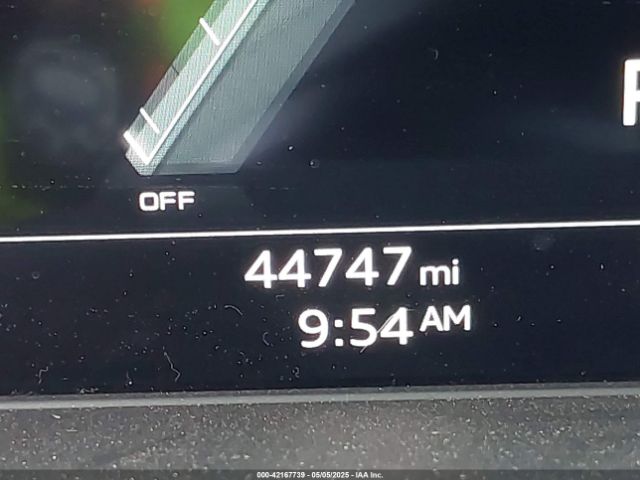 P
OFF
44747 mi
9:54 AM
000-42167739 - 05/05/2025 - IAA Inc.